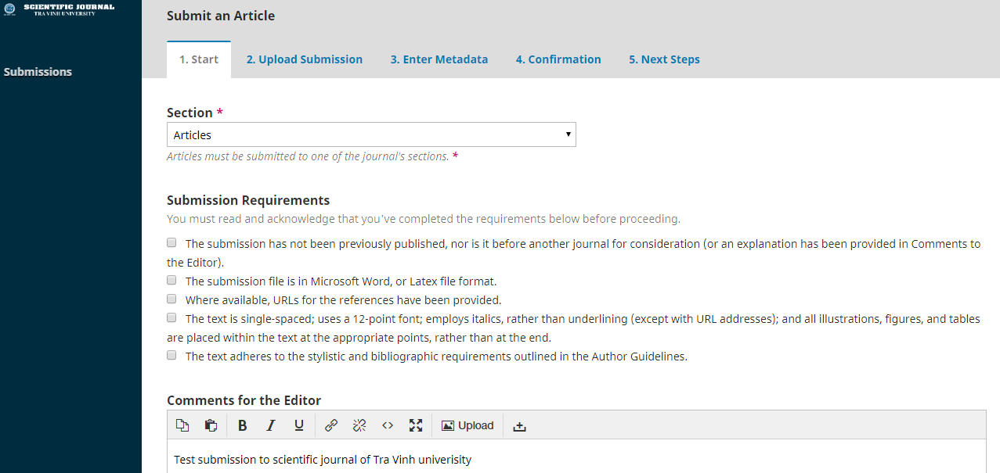 SCIENTIFIC JOURNAL
TRA VINH UNIVERSITY
Submissions
Submit an Article
1. Start
2. Upload Submission
3. Enter Metadata
4. Confirmation
5. Next Steps
Section *
Articles
Articles must be submitted to one of the journal's sections. *
Submission Requirements
You must read and acknowledge that you've completed the requirements below before proceeding.
The submission has not been previously published, nor is it before another journal for consideration (or an explanation has been provided in Comments to
the Editor).
The submission file is in Microsoft Word, or Latex file format.
Where available, URLs for the references have been provided.
The text is single-spaced; uses a 12-point font; employs italics, rather than underlining (except with URL addresses); and all illustrations, figures, and tables
are placed within the text at the appropriate points, rather than at the end.
The text adheres to the stylistic and bibliographic requirements outlined in the Author Guidelines.
Comments for the Editor
B I U Upload
Test submission to scientific journal of Tra Vinh univerisity